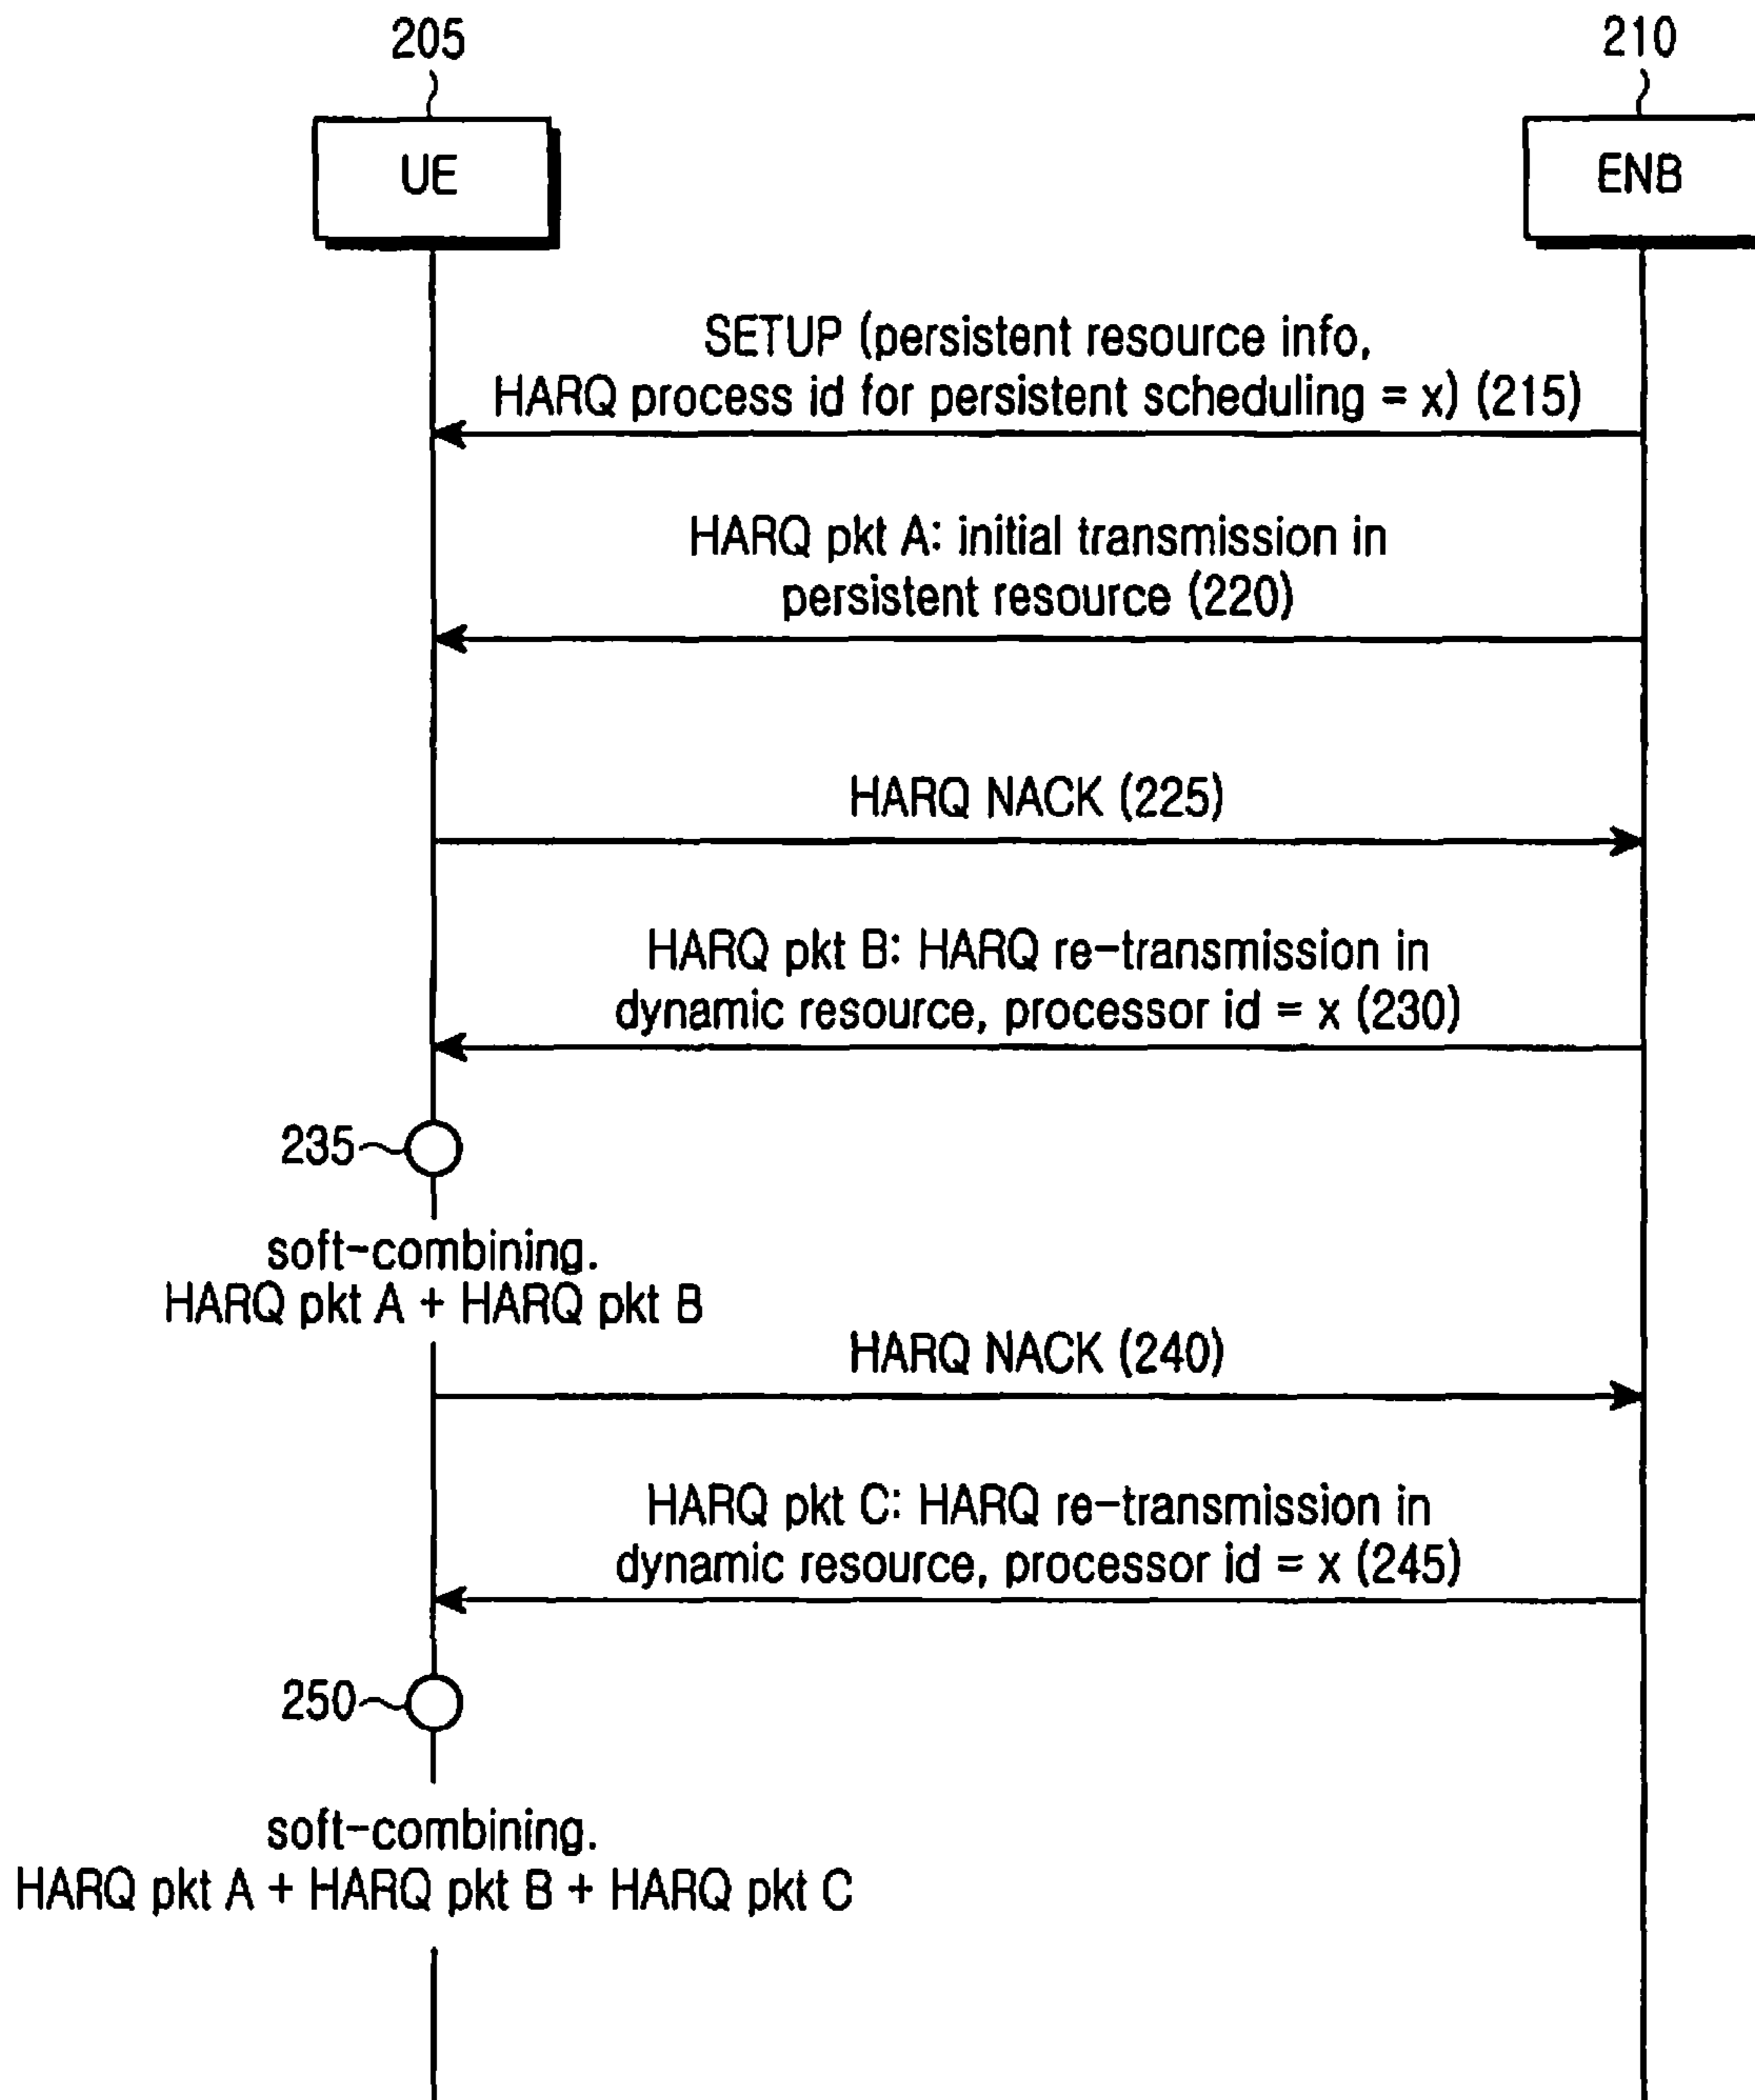 205
210
UE
ENB
SETUP (persistent resource info,
HARQ process id for persistent scheduling = x) (215)
HARQ pkt A: initial transmission in
persistent resource (220)
HARQ NACK (225)
HARQ pkt B: HARQ re-transmission in
dynamic resource, processor id = x (230)
235
soft-combining.
HARQ pkt A + HARQ pkt B
HARQ NACK (240)
HARQ pkt C: HARQ re-transmission in
dynamic resource, processor id = x (245)
250
soft-combining.
HARQ pkt A + HARQ pkt B + HARQ pkt C